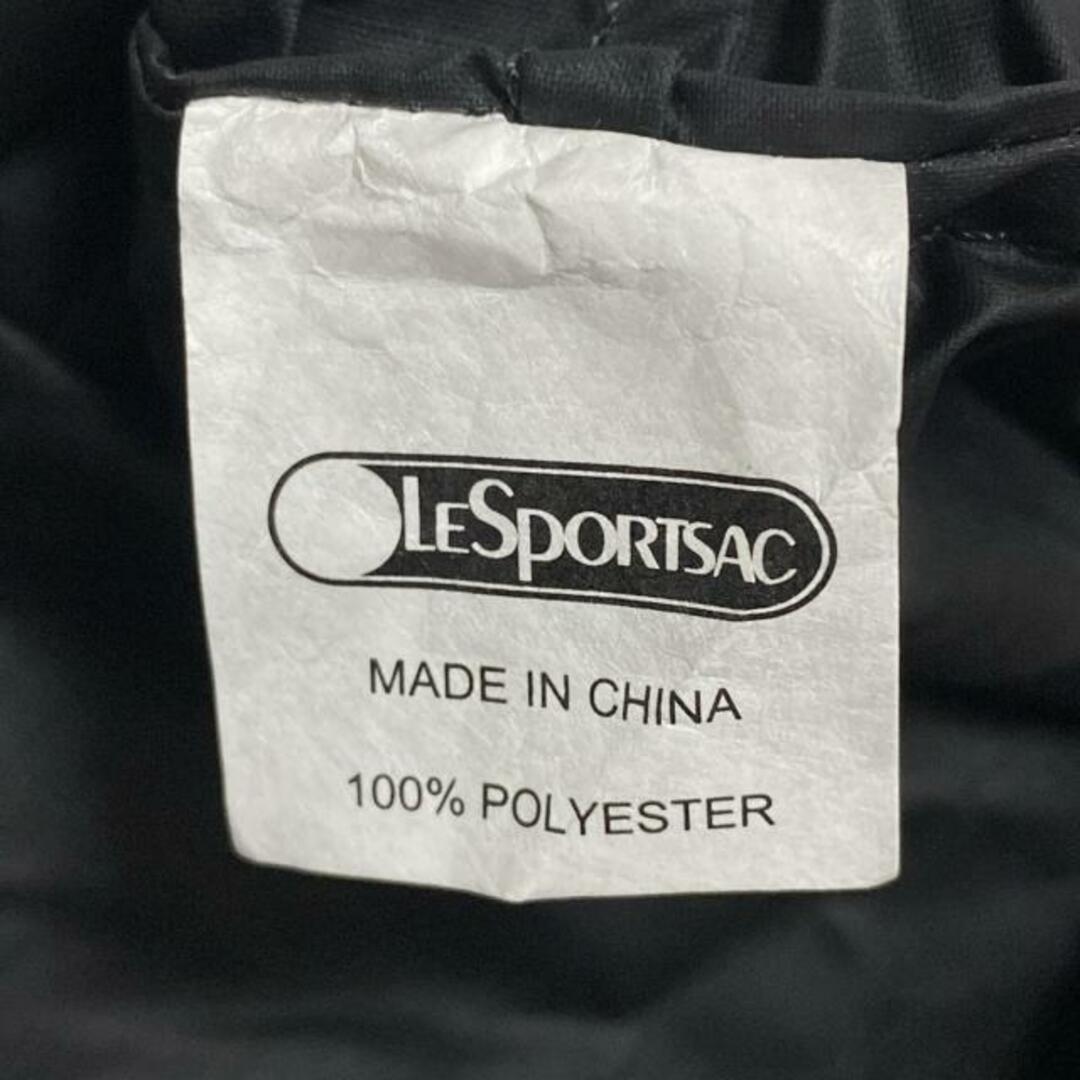 LESPORTSAC
MADE IN CHINA
100% POLYESTER